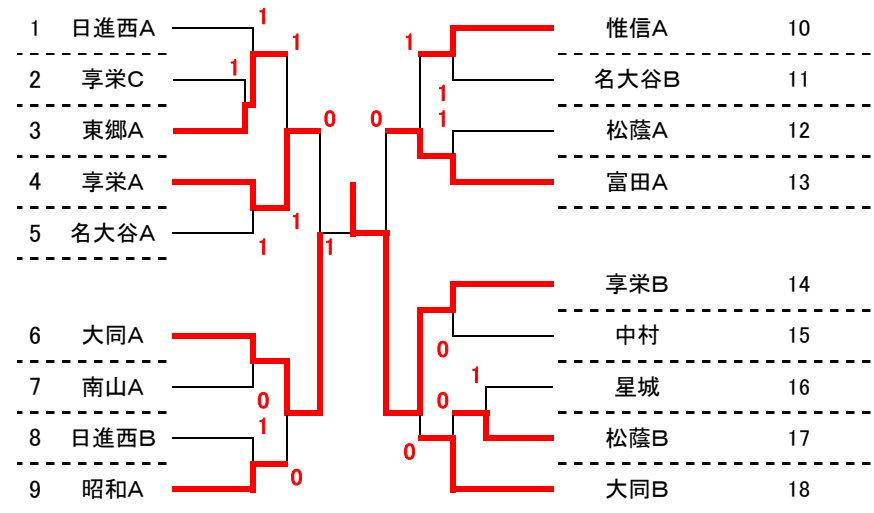 1 日進西A
2 享栄C
3 東郷A
4 享栄A
5 名大谷A
6 大同A
7 南山A
8 日進西B
9 昭和A
1
1
1
0
1
1
0
1
0
1
0
1
1
1
0
1
0
0
惟信A 10
名大谷B 11
松蔭A 12
富田A 13
享栄B 14
中村 15
星城 16
松蔭B 17
大同B 18